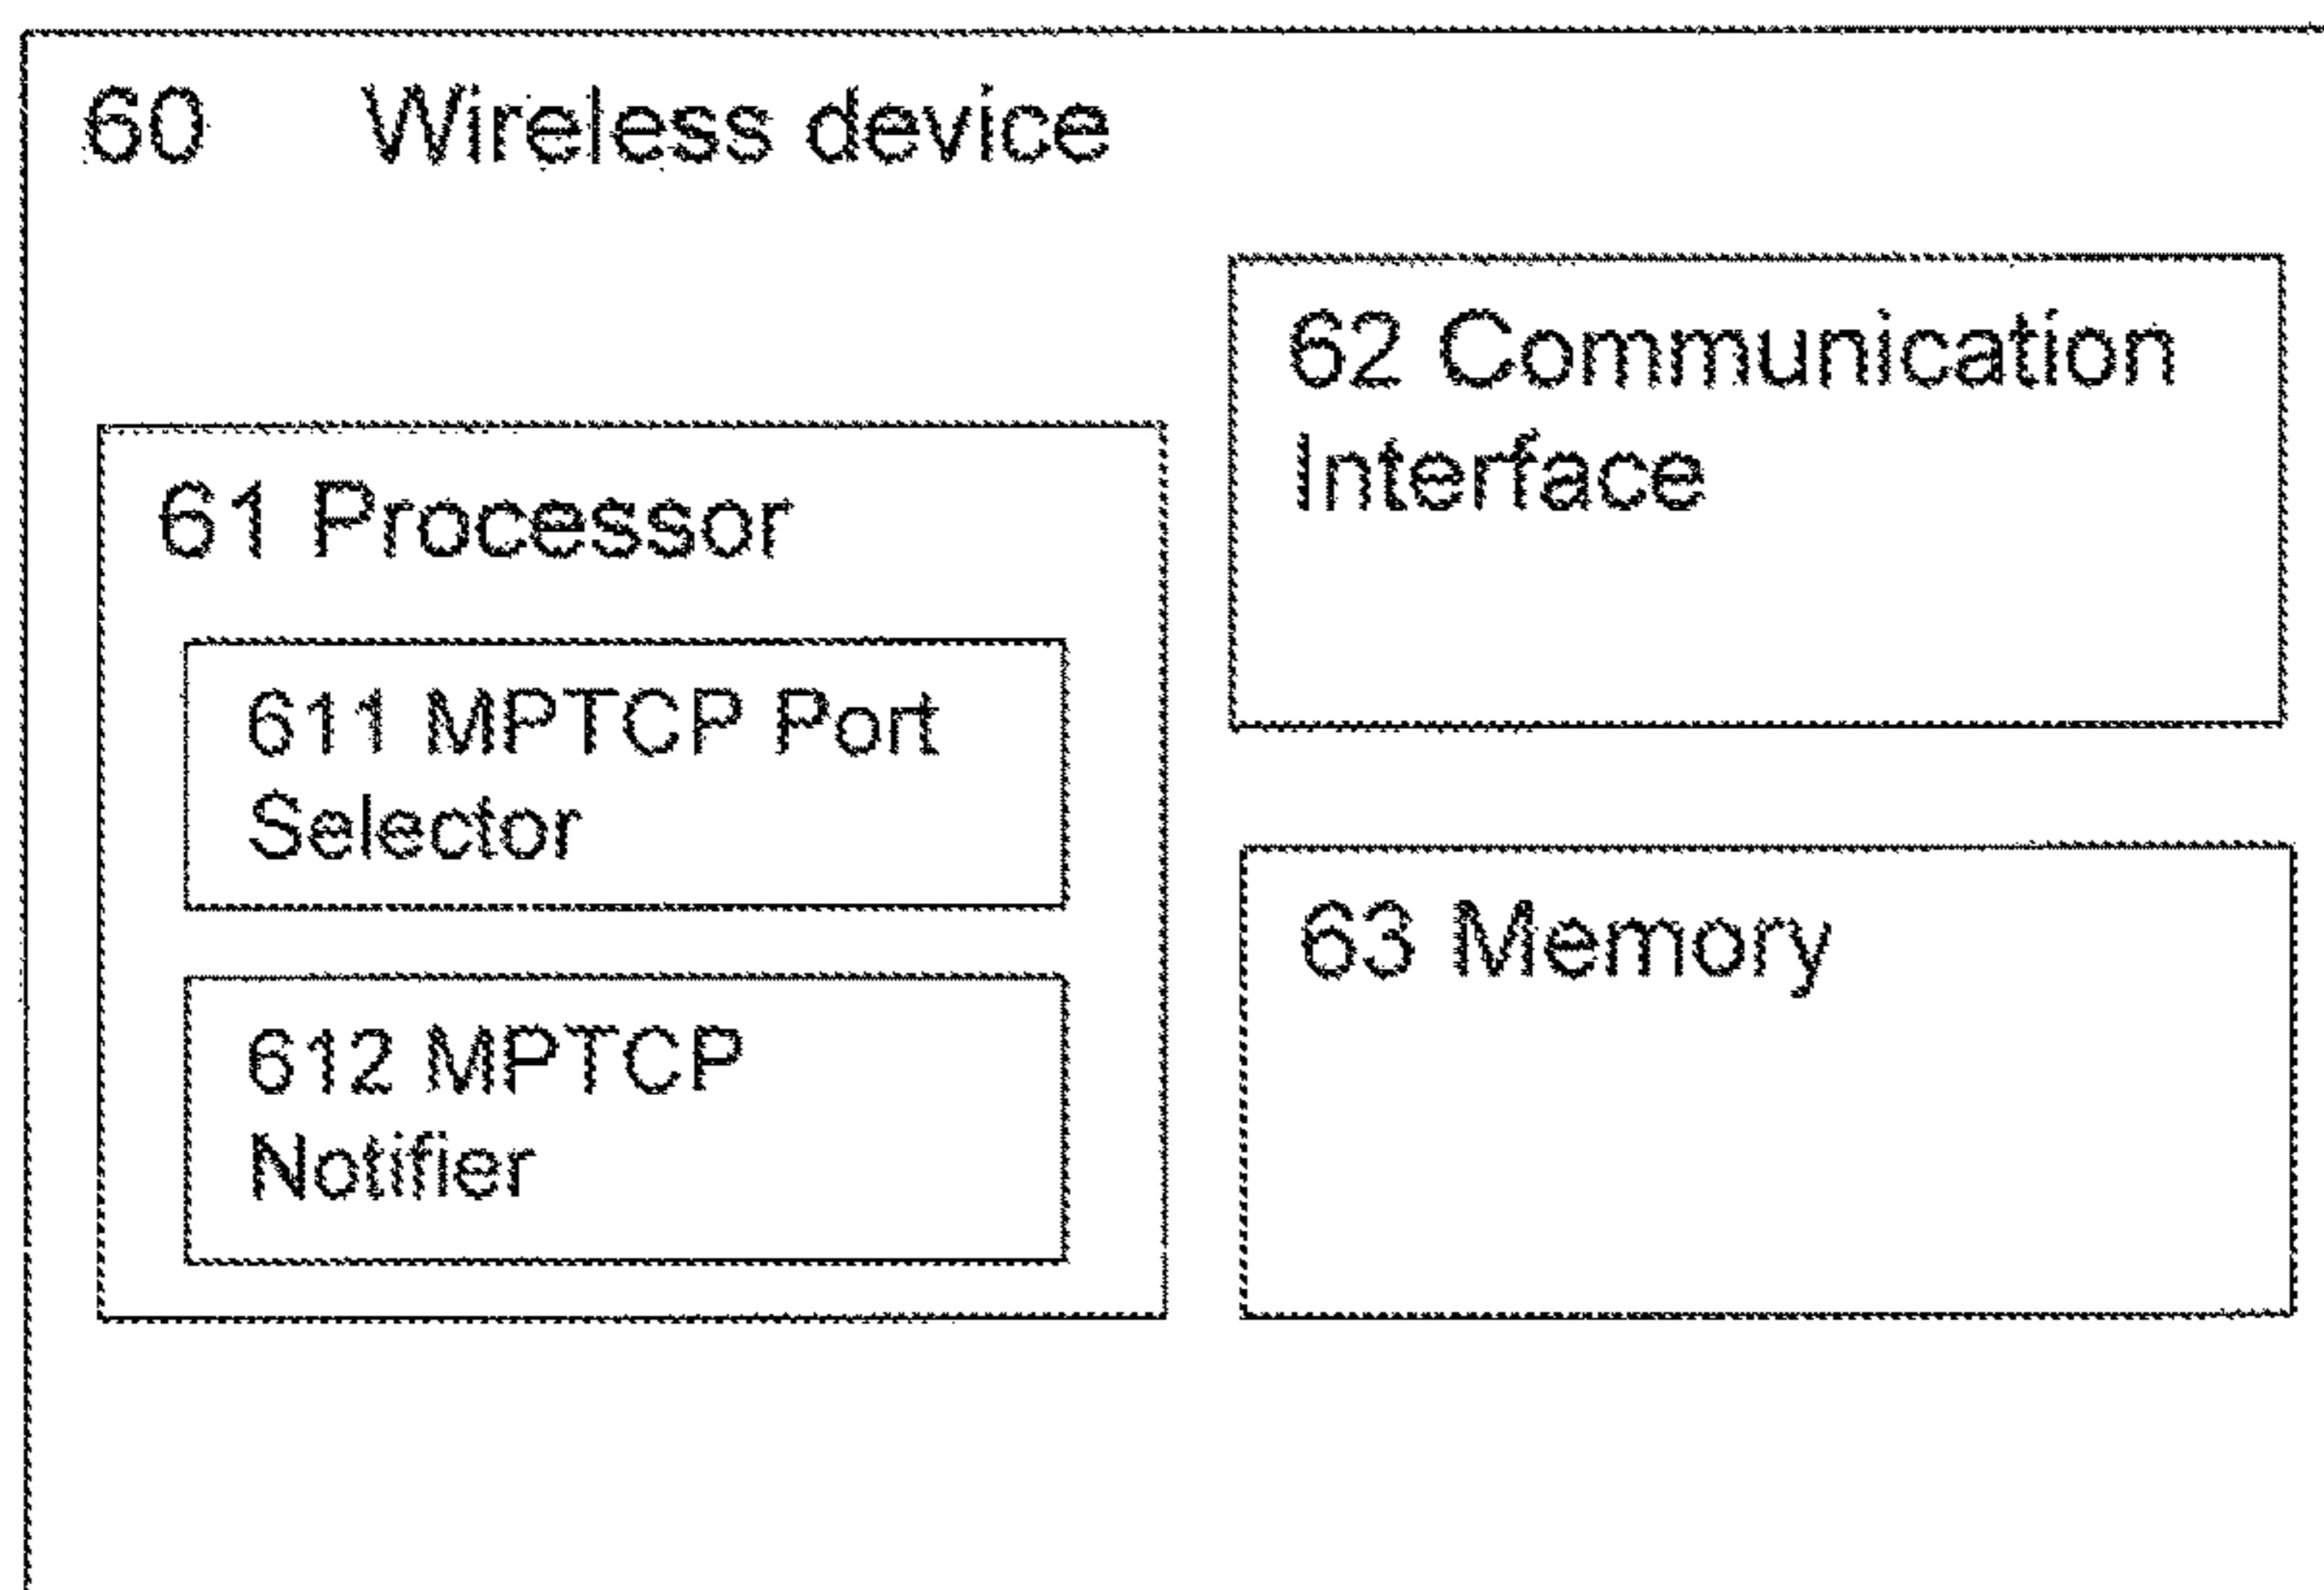 60 Wireless device
62 Communication
Interface
61 Processor
611 MPTCP Port
Selector
63 Memory
612 MPTCP
Notifier